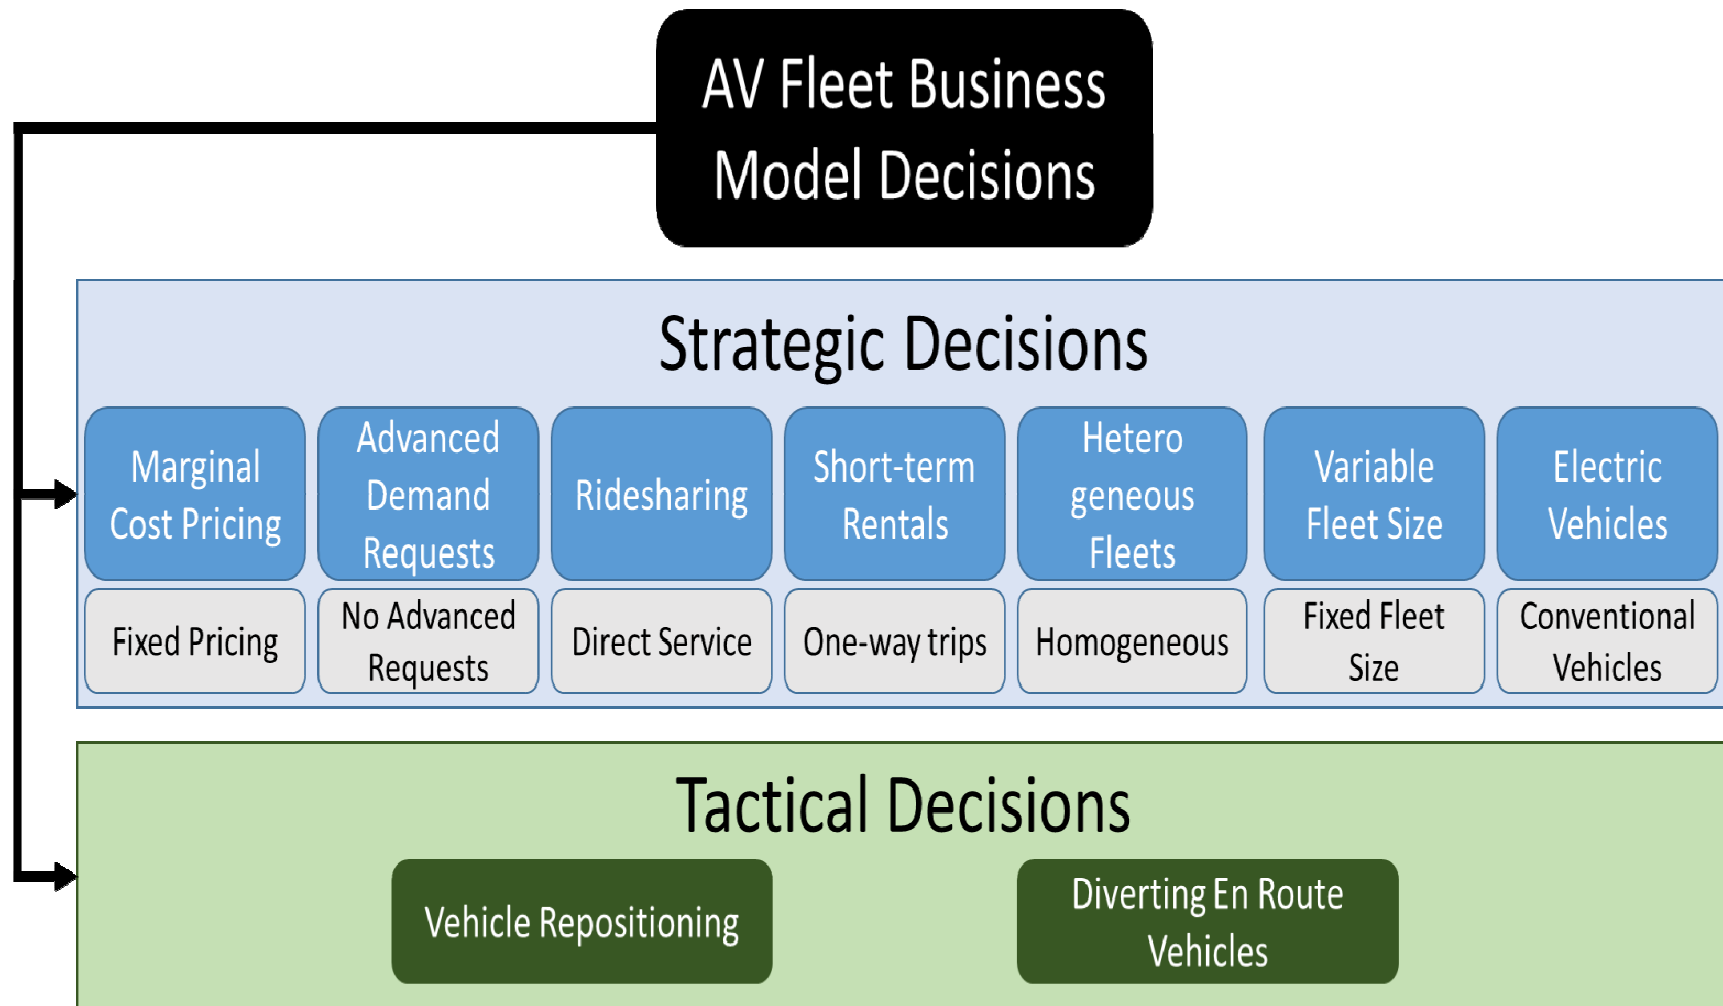 AV Fleet Business
Model Decisions
Strategic Decisions
Marginal
Cost Pricing
Advanced
Demand
Requests
Ridesharing
Short-term
Rentals
Hetero
geneous
Fleets
Variable
Fleet Size
Electric
Vehicles
Fixed Pricing
No Advanced
Requests
Direct Service
One-way trips
Homogeneous
Fixed Fleet
Size
Conventional
Vehicles
Tactical Decisions
Vehicle Repositioning
Diverting En Route
Vehicles